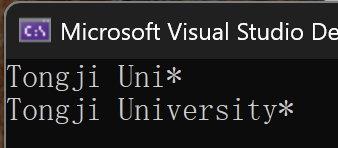 C:\
Microsoft Visual Studio De
Tongji Uni*
Tongji University*